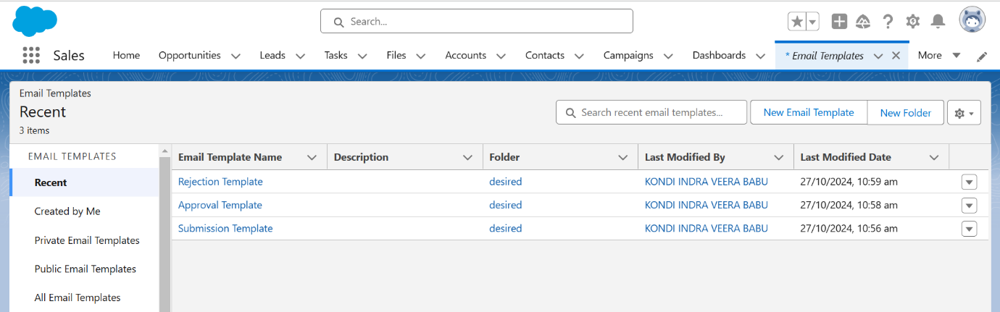 Search...
Sales Home Opportunities Leads Tasks Files Accounts Contacts Campaigns Dashboards * Email Templates More
Email Templates
Recent
3 items
Search recent email templates...
New Email Template
New Folder
EMAIL TEMPLATES
Recent
Created by Me
Private Email Templates
Public Email Templates
All Email Templates
Email Template Name Description Folder Last Modified By Last Modified Date
Rejection Template desired KONDI INDRA VEERA BABU 27/10/2024, 10:59 am
Approval Template desired KONDI INDRA VEERA BABU 27/10/2024, 10:58 am
Submission Template desired KONDI INDRA VEERA BABU 27/10/2024, 10:56 am